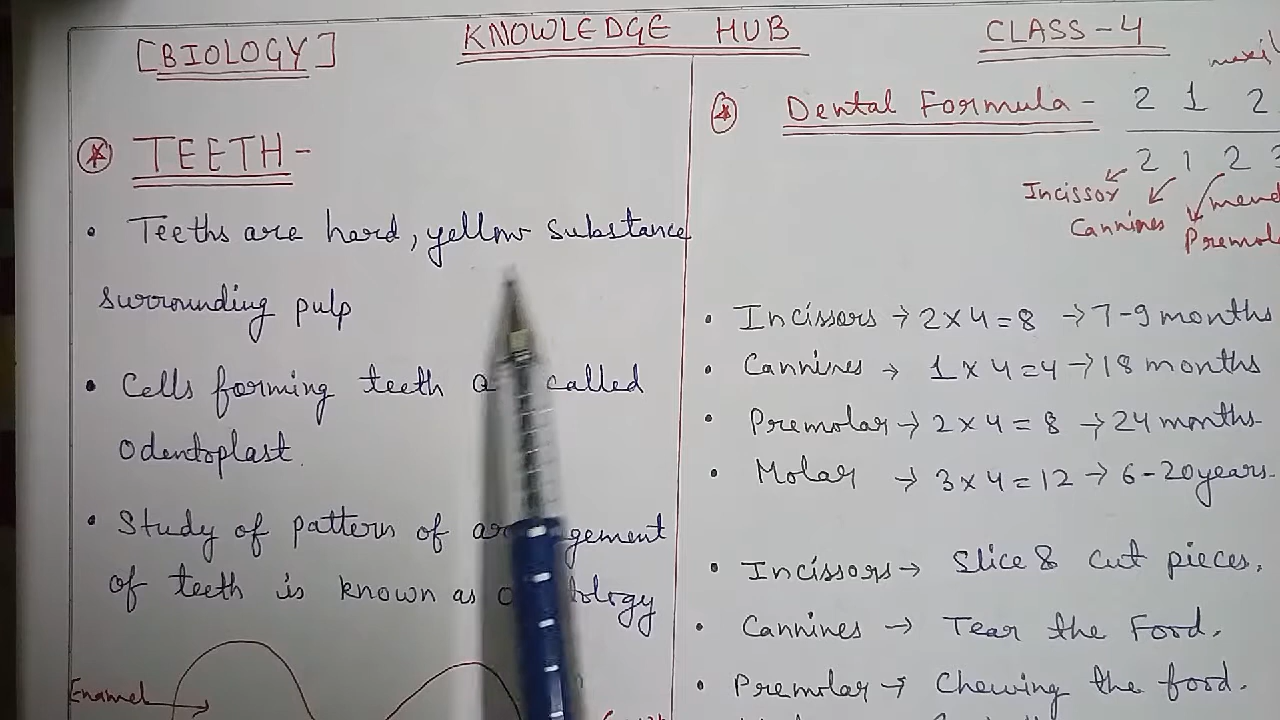 [BIOLOGY]
KNOWLEDGE HUB
CLASS-4
TEETH-
• Teeths are hard, yellow substance
surrounding pulp
• Cells forming teeth called
Odentoplast.
• Study of pattern of
of teeth is known as
Enamel
Dental Formula - 2 1 2
2 1 2 3
Incissor
Cannines
• Incissors → 2 x 4 = 8 → 7-9 months
• Cannines → 1 x 4 = 4 → 18 months
• Premolar → 2 x 4 = 8 → 24 months
• Molar → 3 x 4 = 12 → 6-20 years.
• Incissors → Slice & cut pieces.
• Cannines → Tear the Food.
• Premolar → Chewing the food.